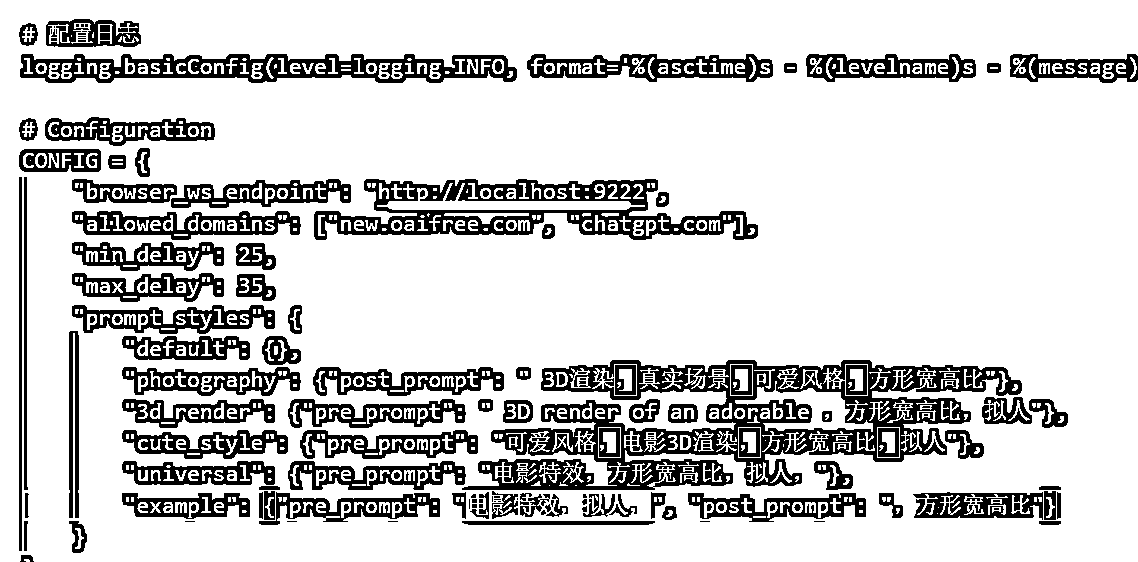 # 配置日志
logging.basicConfig(level=logging.INFO, format='%(asctime)s - %(levelname)s - %(message)
# Configuration
CONFIG = {
"browser_ws_endpoint": "http://localhost:9222",
"allowed_domains": ["new.oaifree.com", "chatgpt.com"],
"min_delay": 25,
"max_delay": 35,
"prompt_styles": {
"default": {},
"photography": {"post_prompt": " 3D渲染，真实场景，可爱风格，方形宽高比"},
"3d_render": {"pre_prompt": " 3D render of an adorable , 方形宽高比, 拟人"},
"cute_style": {"pre_prompt": "可爱风格，电影3D渲染，方形宽高比，拟人"},
"universal": {"pre_prompt": "电影特效, 方形宽高比, 拟人, "},
"example": {"pre_prompt": "电影特效, 拟人, ", "post_prompt": ", 方形宽高比"}
}